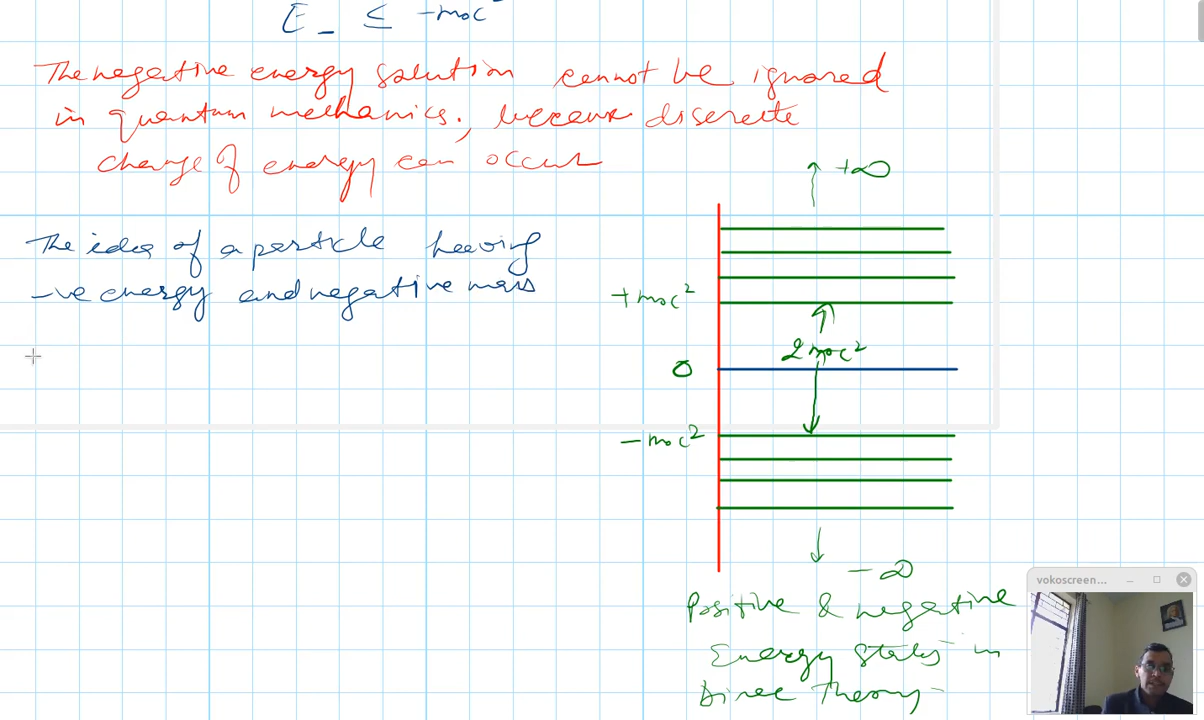 E_ ≤ -m₀c²
The negative energy solution cannot be ignored
in quantum mechanics, because discrete
change of energy can occur
+∞
The idea of a particle having
-ve energy and negative mass
+m₀c²
2m₀c²
0
-m₀c²
-∞
vokoscreen...
Positive & negative
Energy states in
Dirac Theory-